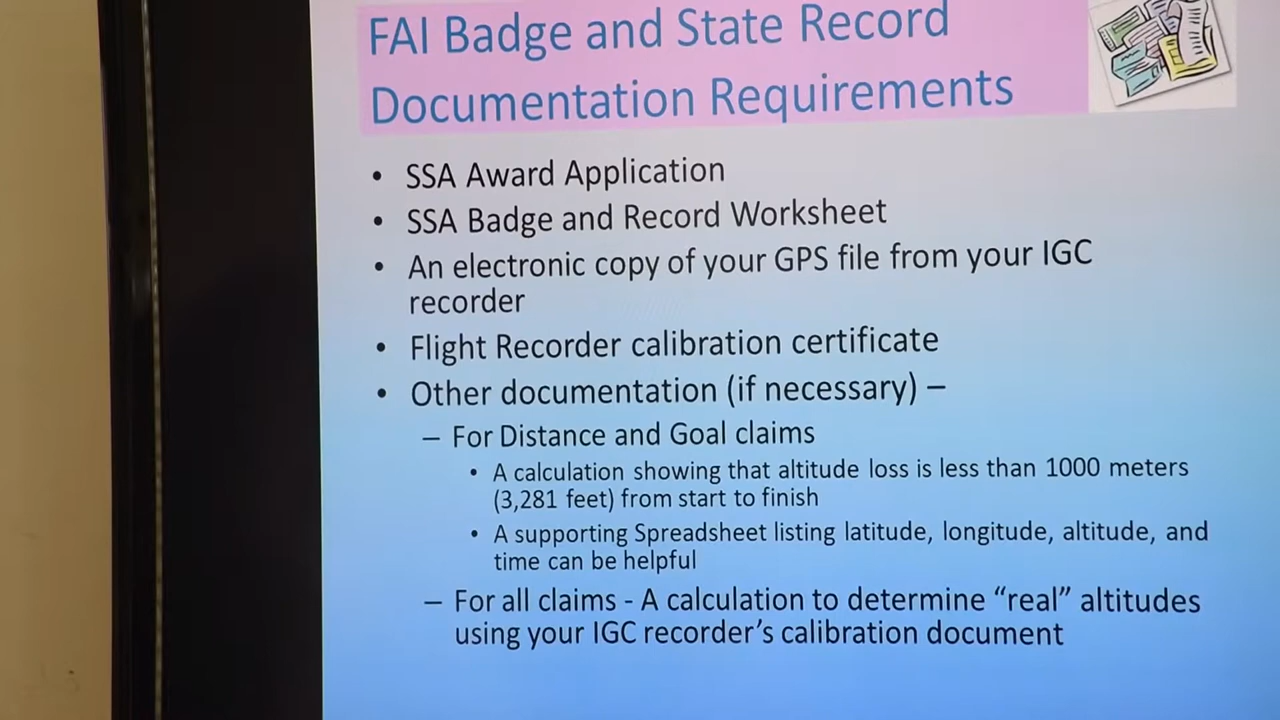 FAI Badge and State Record
Documentation Requirements
• SSA Award Application
• SSA Badge and Record Worksheet
• An electronic copy of your GPS file from your IGC
recorder
• Flight Recorder calibration certificate
• Other documentation (if necessary) –
– For Distance and Goal claims
• A calculation showing that altitude loss is less than 1000 meters
(3,281 feet) from start to finish
• A supporting Spreadsheet listing latitude, longitude, altitude, and
time can be helpful
– For all claims - A calculation to determine “real” altitudes
using your IGC recorder’s calibration document